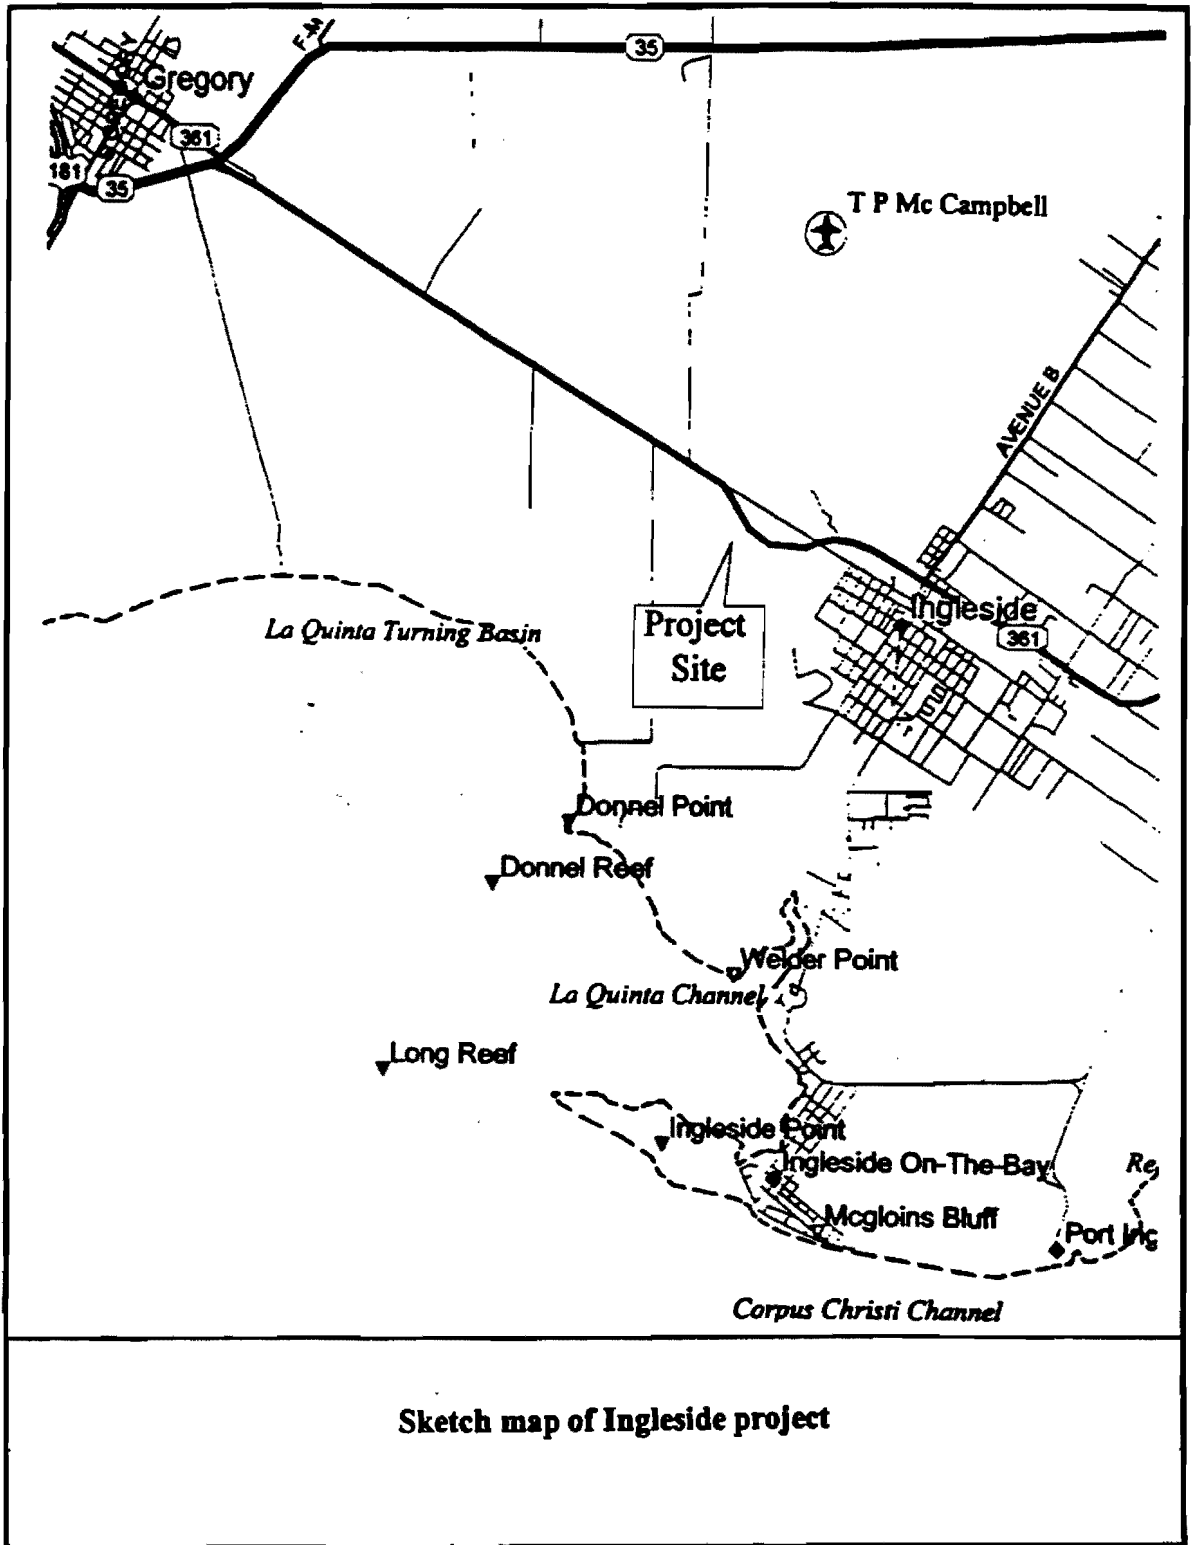 F-M
35
Gregory
361
181
35
T P Mc Campbell
AVENUE B
Project
Site
Ingleside
361
La Quinta Turning Basin
Donnel Point
Donnel Reef
Welder Point
La Quinta Channel
Long Reef
Ingleside Point
Ingleside On-The-Bay
Re
Mcgloins Bluff
Port Ing
Corpus Christi Channel
Sketch map of Ingleside project